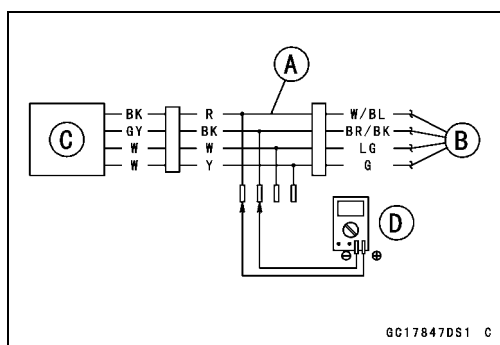 A
BK R W/BL
GY BK BR/BK
C W W LG B
W Y G
D
⊖ ⊕
GC17847DS1 C